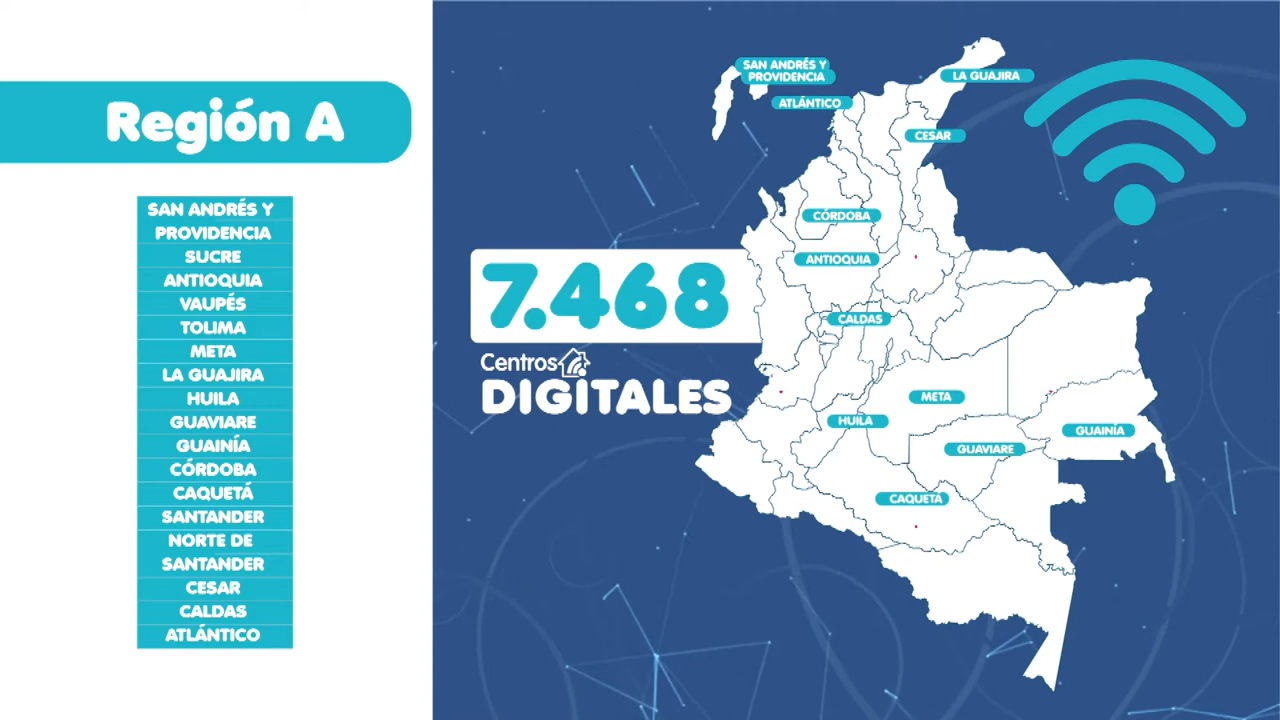 Región A
SAN ANDRÉS Y
PROVIDENCIA
SUCRE
ANTIOQUIA
VAUPÉS
TOLIMA
META
LA GUAJIRA
HUILA
GUAVIARE
GUAINÍA
CÓRDOBA
CAQUETÁ
SANTANDER
NORTE DE
SANTANDER
CESAR
CALDAS
ATLÁNTICO
7.468
Centros
DIGITALES
SAN ANDRÉS Y
PROVIDENCIA
ATLÁNTICO
LA GUAJIRA
CESAR
CÓRDOBA
ANTIOQUIA
CALDAS
META
HUILA
GUAINÍA
GUAVIARE
CAQUETÁ